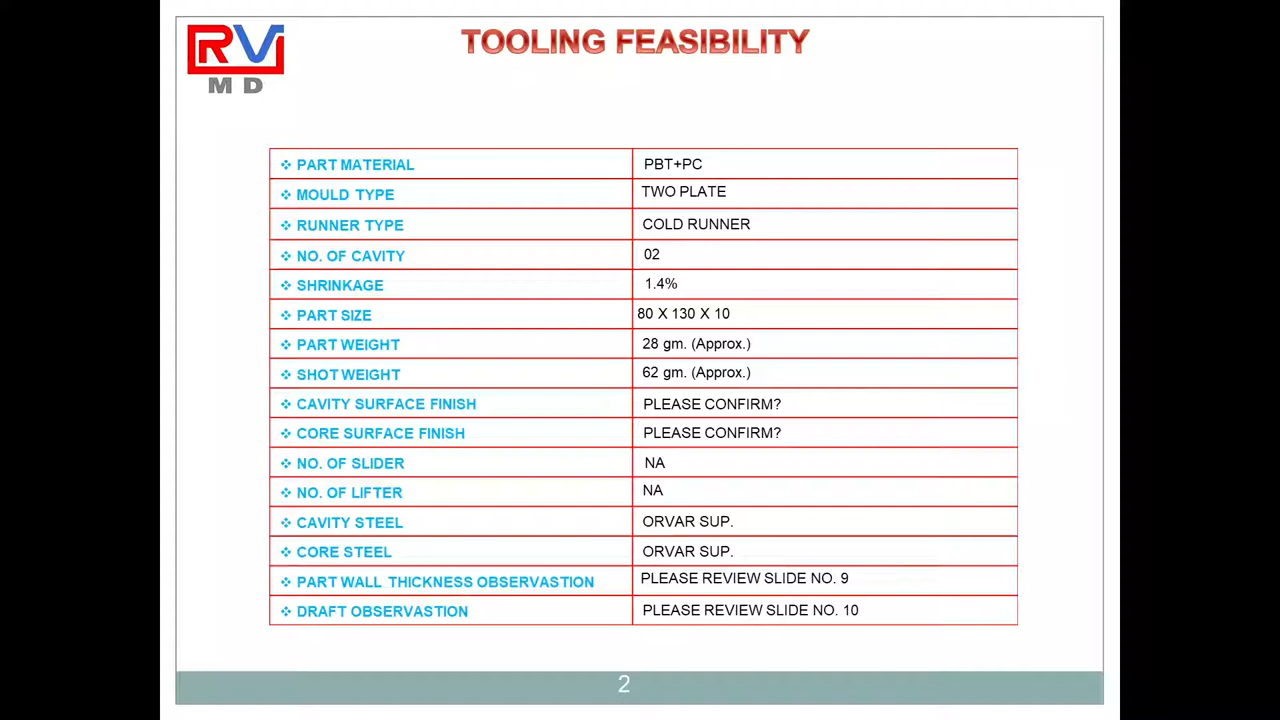 RV
M D
TOOLING FEASIBILITY
PART MATERIAL PBT+PC
MOULD TYPE TWO PLATE
RUNNER TYPE COLD RUNNER
NO. OF CAVITY 02
SHRINKAGE 1.4%
PART SIZE 80 X 130 X 10
PART WEIGHT 28 gm. (Approx.)
SHOT WEIGHT 62 gm. (Approx.)
CAVITY SURFACE FINISH PLEASE CONFIRM?
CORE SURFACE FINISH PLEASE CONFIRM?
NO. OF SLIDER NA
NO. OF LIFTER NA
CAVITY STEEL ORVAR SUP.
CORE STEEL ORVAR SUP.
PART WALL THICKNESS OBSERVASTION PLEASE REVIEW SLIDE NO. 9
DRAFT OBSERVASTION PLEASE REVIEW SLIDE NO. 10
2